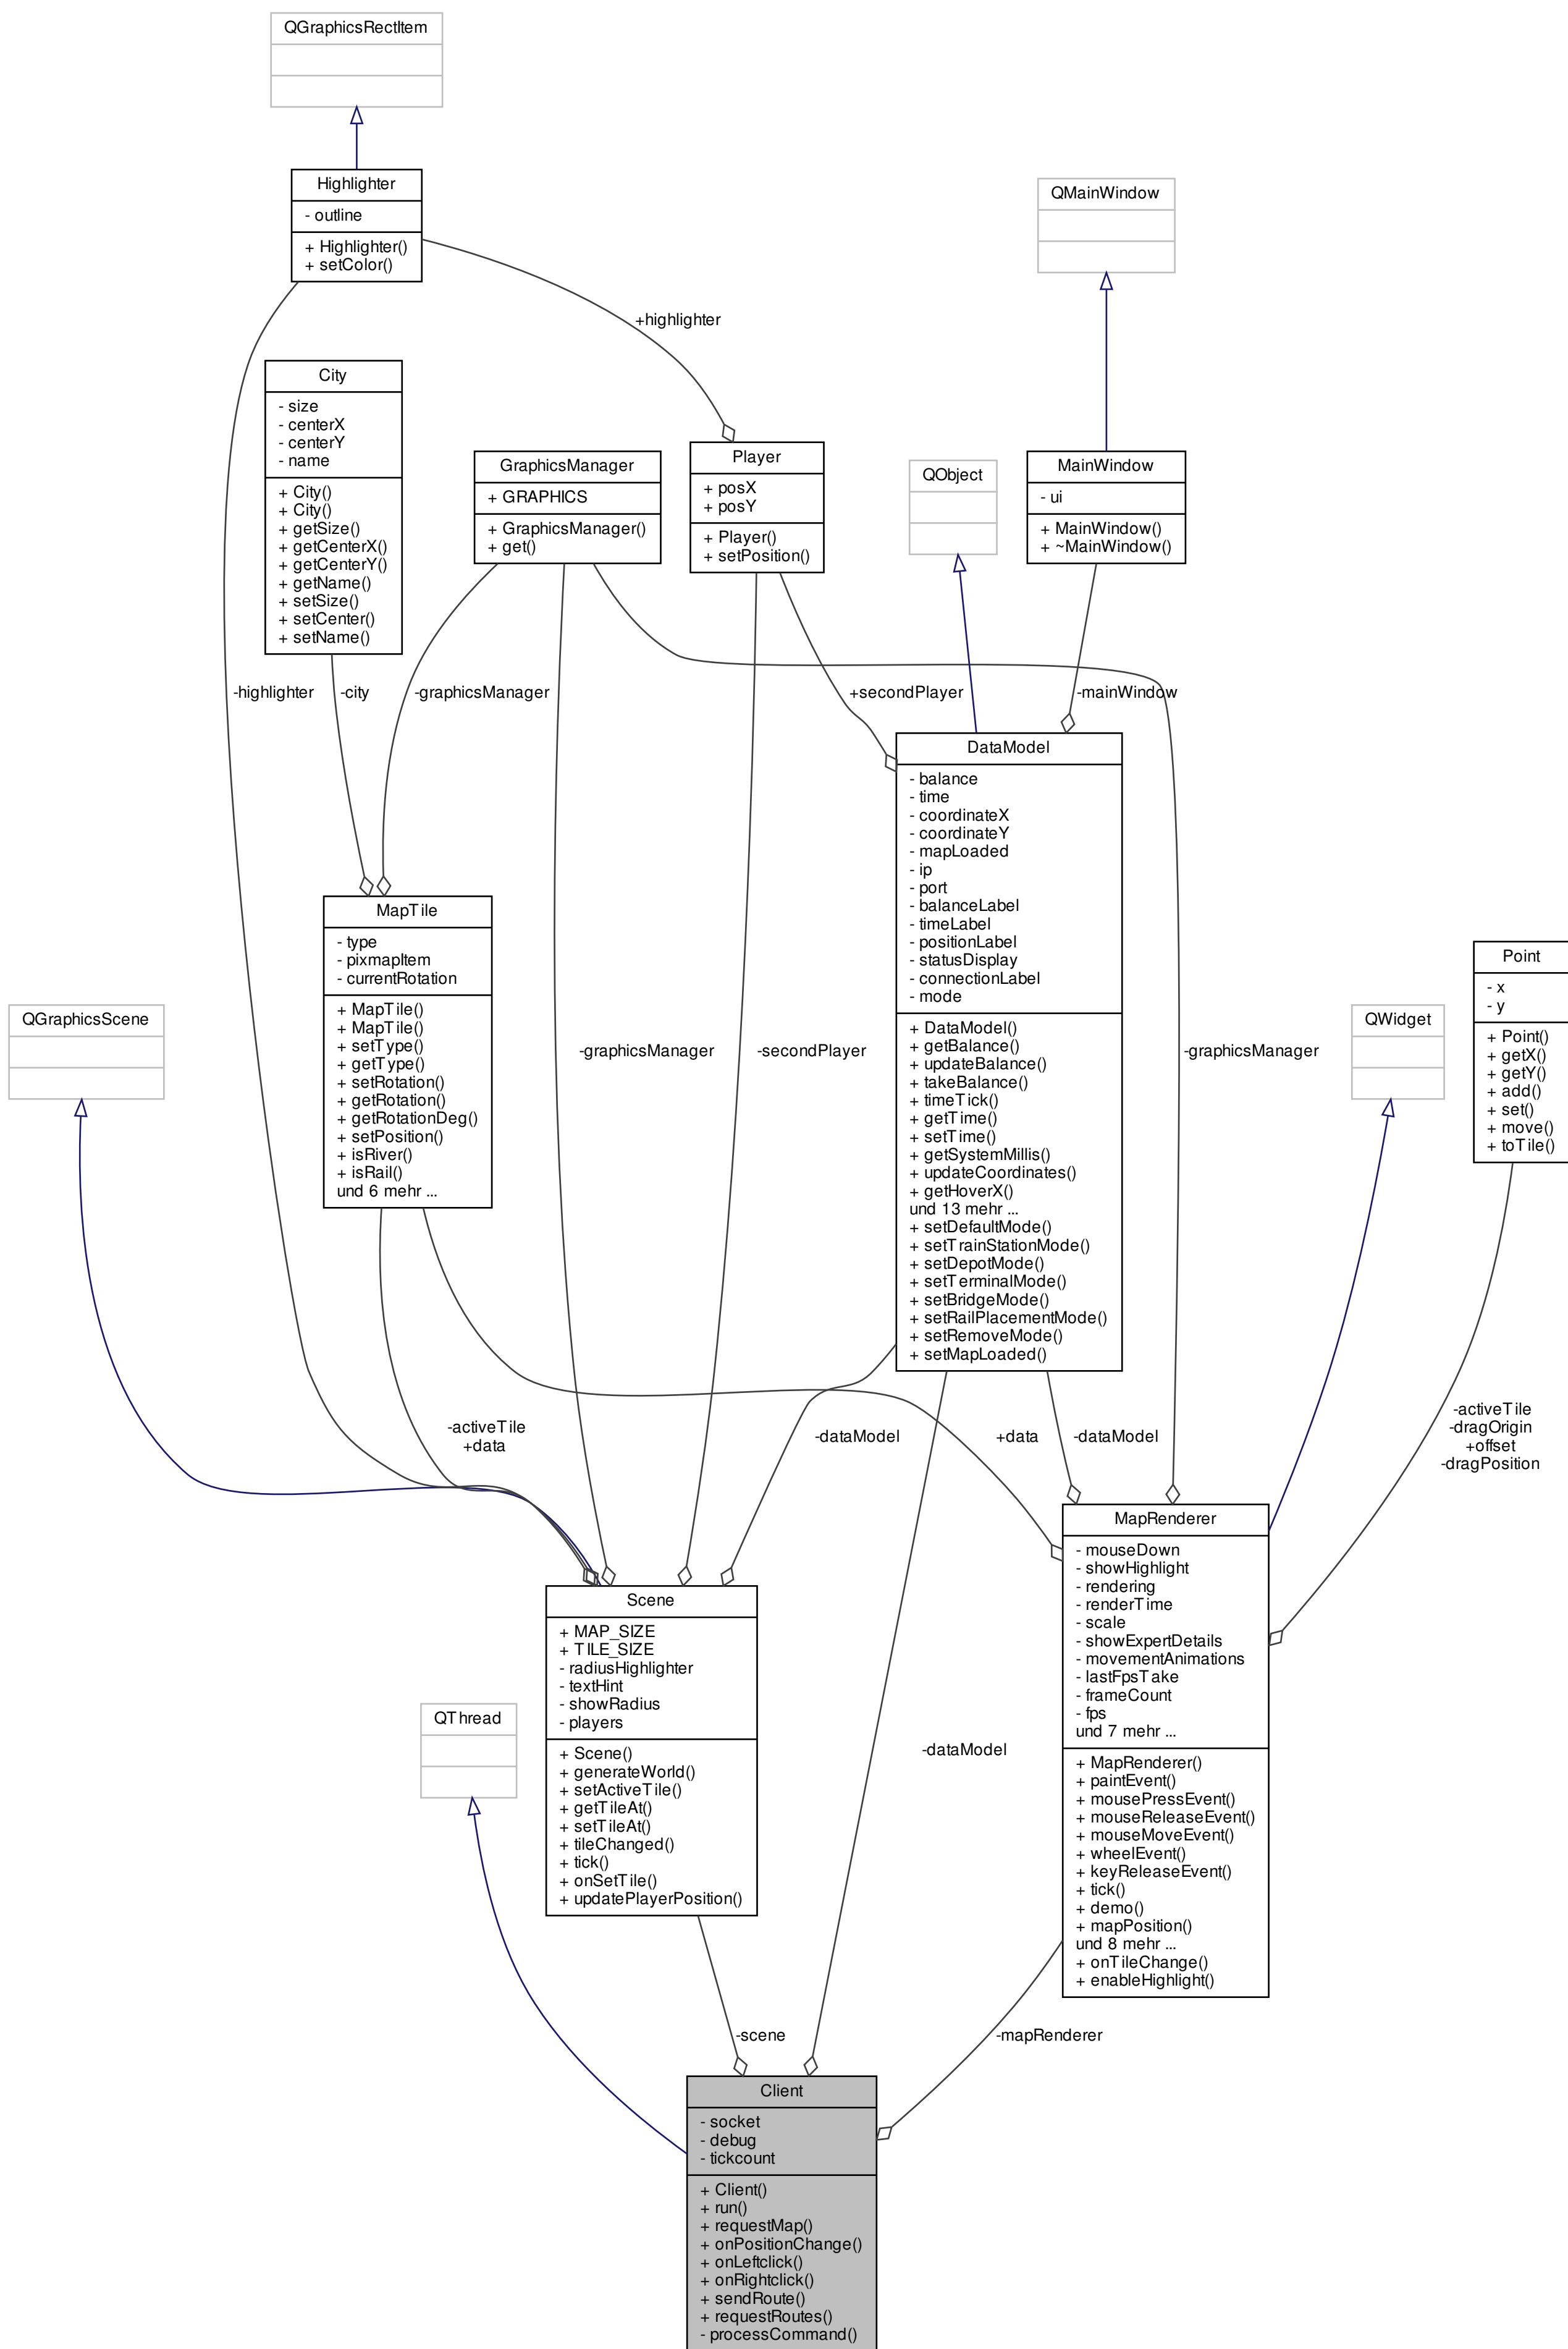 QGraphicsRectItem
Highlighter
- outline
+ Highlighter()
+ setColor()
QMainWindow
+highlighter
City
- size
- centerX
- centerY
- name
+ City()
+ City()
+ getSize()
+ getCenterX()
+ getCenterY()
+ getName()
+ setSize()
+ setCenter()
+ setName()
GraphicsManager
+ GRAPHICS
+ GraphicsManager()
+ get()
Player
+ posX
+ posY
+ Player()
+ setPosition()
QObject
MainWindow
- ui
+ MainWindow()
+ ~MainWindow()
-highlighter
-city
-graphicsManager
+secondPlayer
-mainWindow
DataModel
- balance
- time
- coordinateX
- coordinateY
- mapLoaded
- ip
- port
- balanceLabel
- timeLabel
- positionLabel
- statusDisplay
- connectionLabel
- mode
+ DataModel()
+ getBalance()
+ updateBalance()
+ takeBalance()
+ timeTick()
+ getTime()
+ setTime()
+ getSystemMillis()
+ updateCoordinates()
+ getHoverX()
und 13 mehr ...
+ setDefaultMode()
+ setTrainStationMode()
+ setDepotMode()
+ setTerminalMode()
+ setBridgeMode()
+ setRailPlacementMode()
+ setRemoveMode()
+ setMapLoaded()
MapTile
- type
- pixmapItem
- currentRotation
+ MapTile()
+ MapTile()
+ setType()
+ getType()
+ setRotation()
+ getRotation()
+ getRotationDeg()
+ setPosition()
+ isRiver()
+ isRail()
und 6 mehr ...
Point
- x
- y
+ Point()
+ getX()
+ getY()
+ add()
+ set()
+ move()
+ toTile()
QGraphicsScene
QWidget
-graphicsManager
-secondPlayer
-graphicsManager
-activeTile
+data
-dataModel
+data
-dataModel
-activeTile
-dragOrigin
+offset
-dragPosition
MapRenderer
- mouseDown
- showHighlight
- rendering
- renderTime
- scale
- showExpertDetails
- movementAnimations
- lastFpsTake
- frameCount
- fps
und 7 mehr ...
+ MapRenderer()
+ paintEvent()
+ mousePressEvent()
+ mouseReleaseEvent()
+ mouseMoveEvent()
+ wheelEvent()
+ keyReleaseEvent()
+ tick()
+ demo()
+ mapPosition()
und 8 mehr ...
+ onTileChange()
+ enableHighlight()
Scene
+ MAP_SIZE
+ TILE_SIZE
- radiusHighlighter
- textHint
- showRadius
- players
+ Scene()
+ generateWorld()
+ setActiveTile()
+ getTileAt()
+ setTileAt()
+ tileChanged()
+ tick()
+ onSetTile()
+ updatePlayerPosition()
QThread
-dataModel
-scene
-mapRenderer
Client
- socket
- debug
- tickcount
+ Client()
+ run()
+ requestMap()
+ onPositionChange()
+ onLeftclick()
+ onRightclick()
+ sendRoute()
+ requestRoutes()
- processCommand()